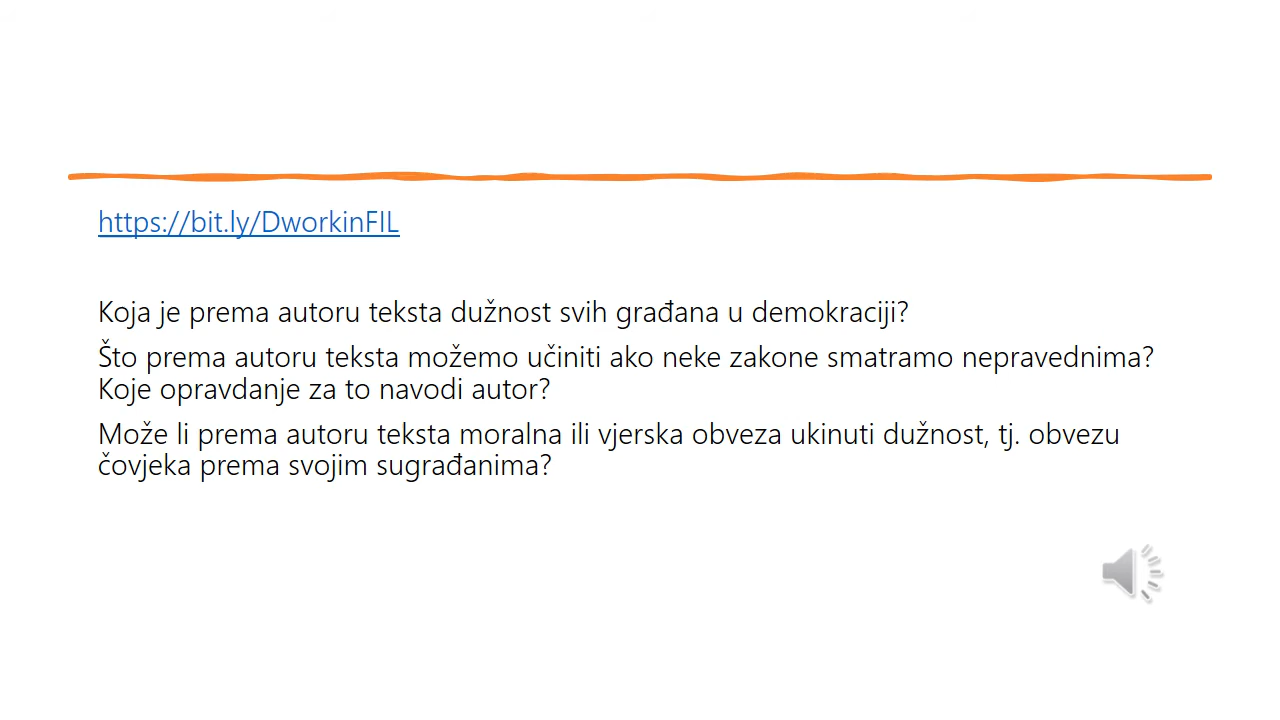 https://bit.ly/DworkinFIL
Koja je prema autoru teksta dužnost svih građana u demokraciji?
Što prema autoru teksta možemo učiniti ako neke zakone smatramo nepravednima?
Koje opravdanje za to navodi autor?
Može li prema autoru teksta moralna ili vjerska obveza ukinuti dužnost, tj. obvezu
čovjeka prema svojim sugrađanima?